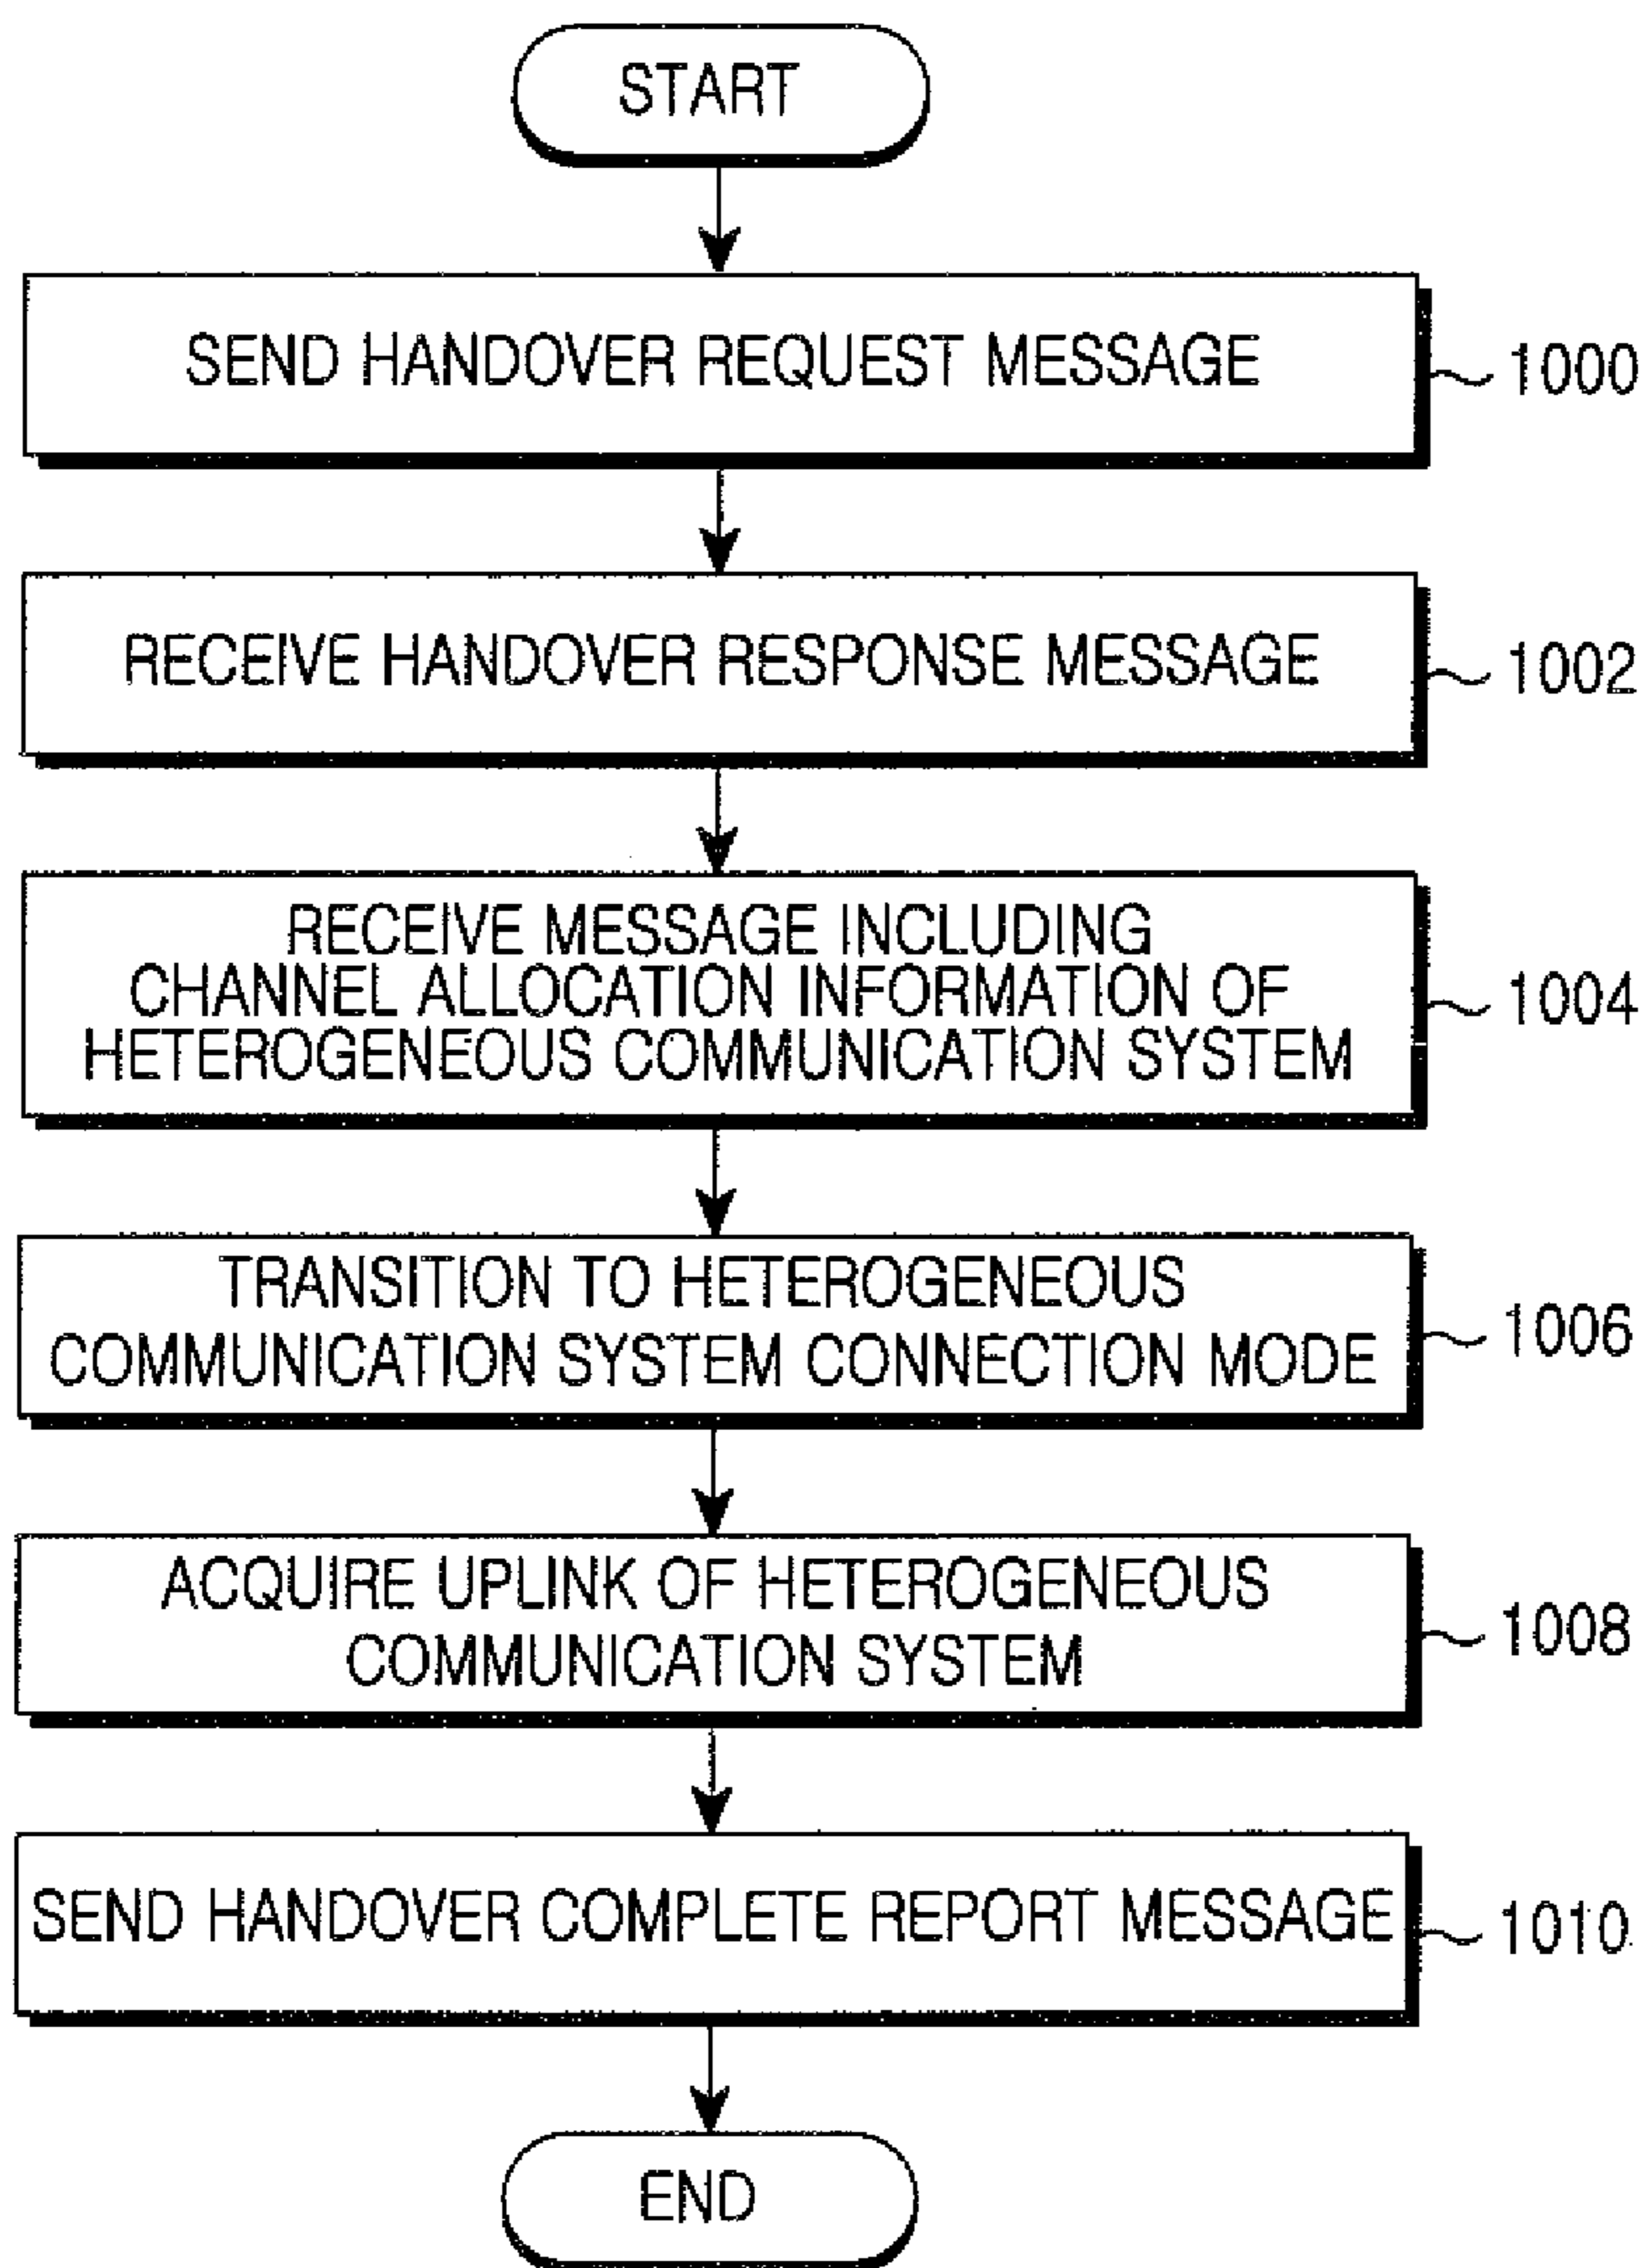 START
SEND HANDOVER REQUEST MESSAGE
1000
RECEIVE HANDOVER RESPONSE MESSAGE
1002
RECEIVE MESSAGE INCLUDING
CHANNEL ALLOCATION INFORMATION OF
HETEROGENEOUS COMMUNICATION SYSTEM
1004
TRANSITION TO HETEROGENEOUS
COMMUNICATION SYSTEM CONNECTION MODE
1006
ACQUIRE UPLINK OF HETEROGENEOUS
COMMUNICATION SYSTEM
1008
SEND HANDOVER COMPLETE REPORT MESSAGE
1010
END